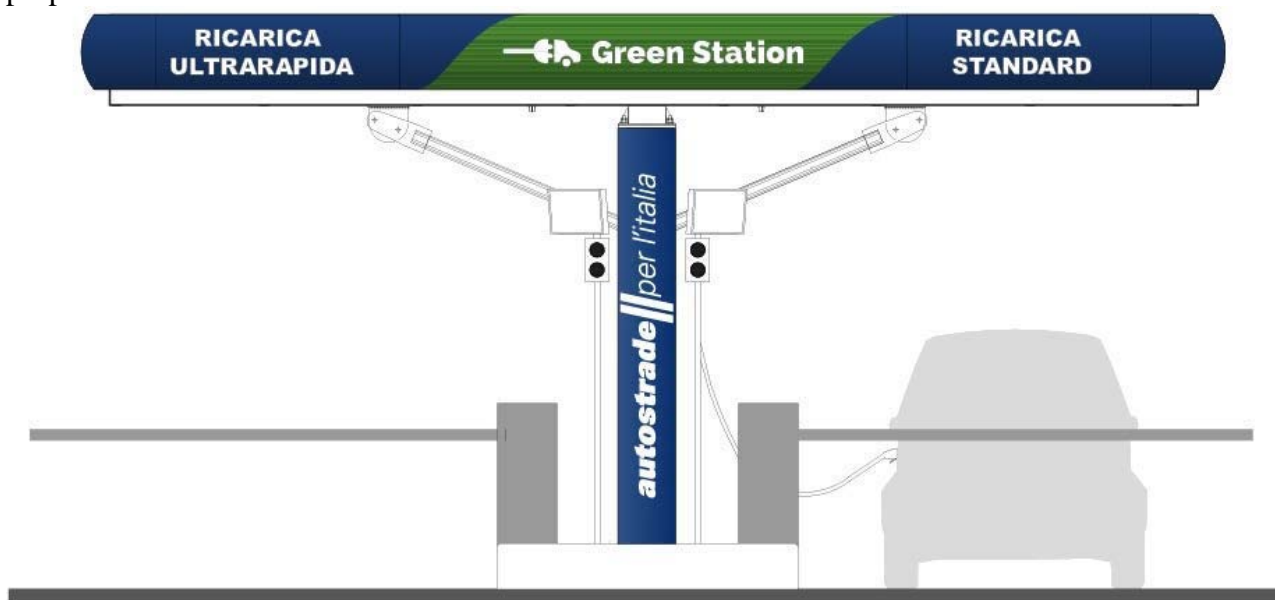 RICARICA
ULTRARAPIDA
Green Station
RICARICA
STANDARD
autostrade per l'italia